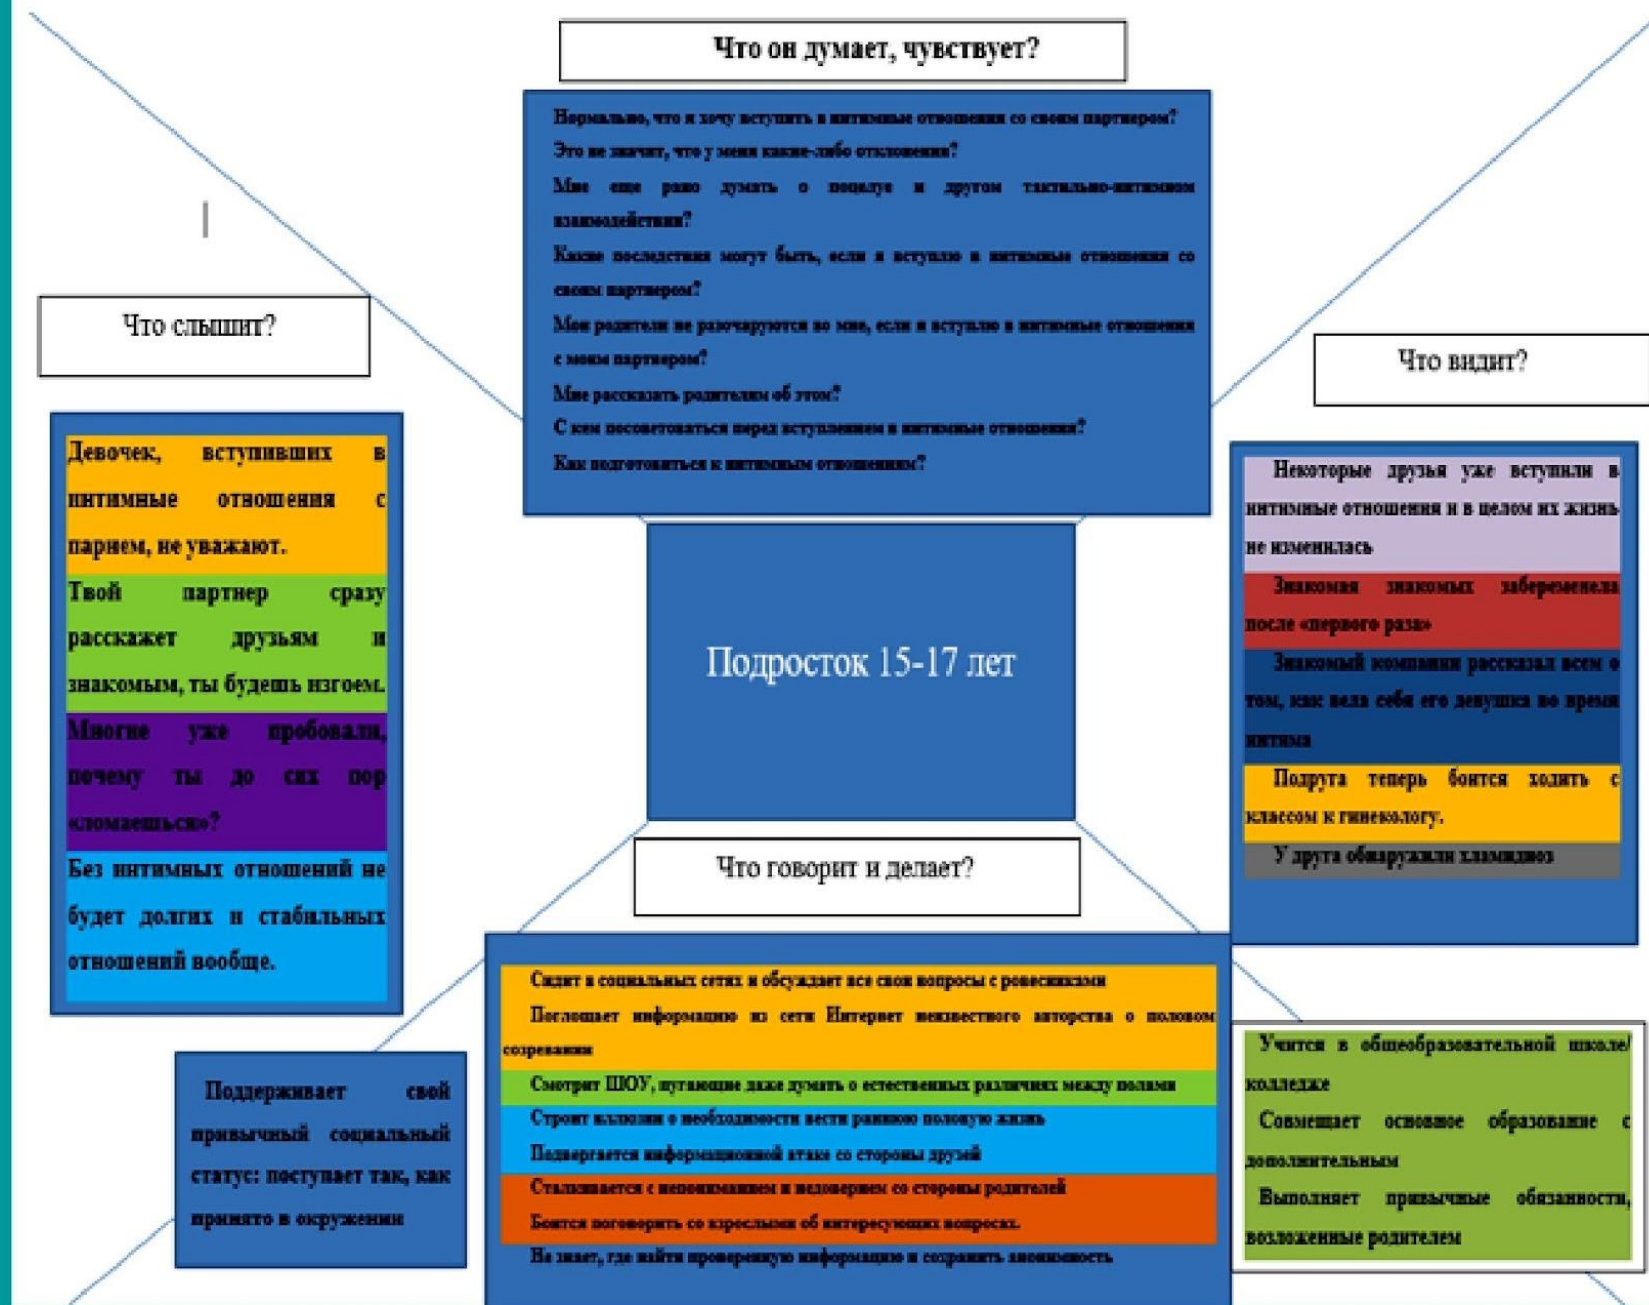 Что он думает, чувствует?
Нормально, что я хочу вступить в интимные отношения со своим партнером?
Это не значит, что у меня какие-либо отклонения?
Мне еще рано думать о поцелуе и другом тактильно-интимном
взаимодействии?
Какие последствия могут быть, если я вступлю в интимные отношения со
своим партнером?
Мои родители не разочаруются во мне, если я вступлю в интимные отношения
с моим партнером?
Мне рассказать родителям об этом?
С кем посоветоваться перед вступлением в интимные отношения?
Как подготовиться к интимным отношениям?
Что слышит?
Девочек, вступивших в
интимные отношения с
парнем, не уважают.
Твой партнер сразу
расскажет друзьям и
знакомым, ты будешь изгоем.
Многие уже пробовали,
почему ты до сих пор
«ломаешься»?
Без интимных отношений не
будет долгих и стабильных
отношений вообще.
Подросток 15-17 лет
Что видит?
Некоторые друзья уже вступили в
интимные отношения и в целом их жизнь
не изменилась
Знакомая знакомых забеременела
после «первого раза»
Знакомый компании рассказал всем о
том, как вела себя его девушка во время
интима
Подруга теперь боится ходить с
классом к гинекологу.
У друга обнаружили хламидиоз
Что говорит и делает?
Сидит в социальных сетях и обсуждает все свои вопросы с ровесниками
Поглощает информацию из сети Интернет неизвестного авторства о половом
созревании
Смотрит ШОУ, пугающие даже думать о естественных различиях между полами
Строит иллюзии о необходимости вести раннюю половую жизнь
Подвергается информационной атаке со стороны друзей
Сталкивается с непониманием и недоверием со стороны родителей
Боится поговорить со взрослыми об интересующих вопросах.
Не знает, где найти проверенную информацию и сохранить анонимность
Поддерживает свой
привычный социальный
статус: поступает так, как
принято в окружении
Учится в общеобразовательной школе/
колледже
Совмещает основное образование с
дополнительным
Выполняет привычные обязанности,
возложенные родителем